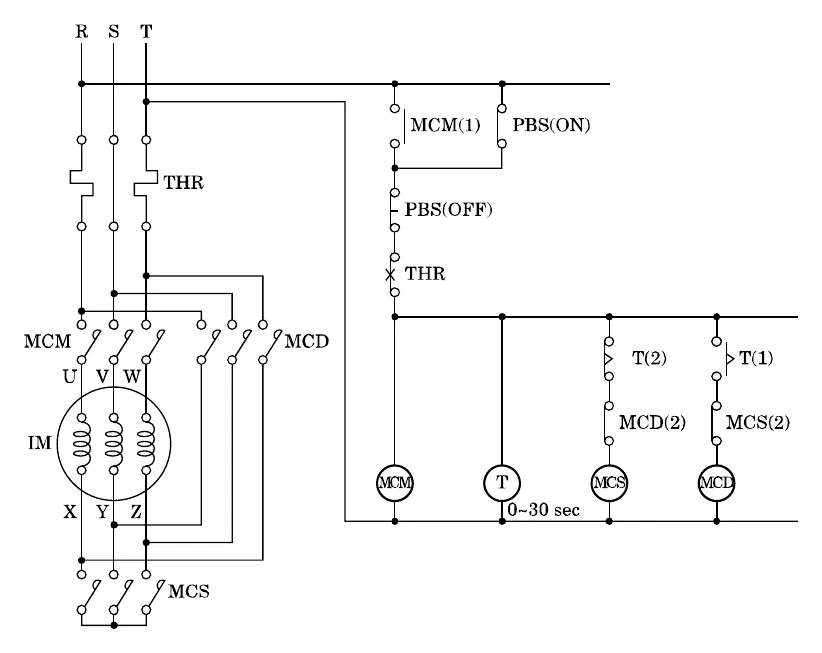 R S T
MCM(1) PBS(ON)
THR
PBS(OFF)
THR
MCM MCD
T(2) T(1)
U V W
MCD(2) MCS(2)
IM
MCM T MCS MCD
X Y Z
0~30 sec
MCS